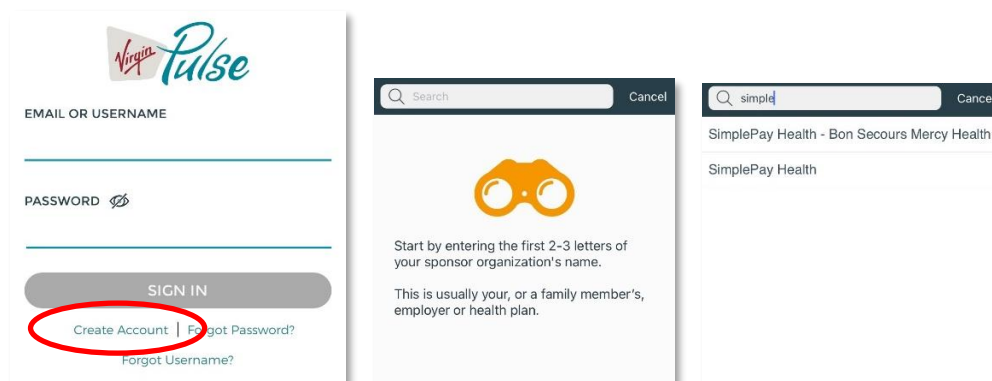 Virgin Pulse
EMAIL OR USERNAME
PASSWORD
SIGN IN
Create Account | Forgot Password?
Forgot Username?
Search Cancel
Start by entering the first 2-3 letters of
your sponsor organization's name.
This is usually your, or a family member's,
employer or health plan.
simple Cance
SimplePay Health - Bon Secours Mercy Health
SimplePay Health